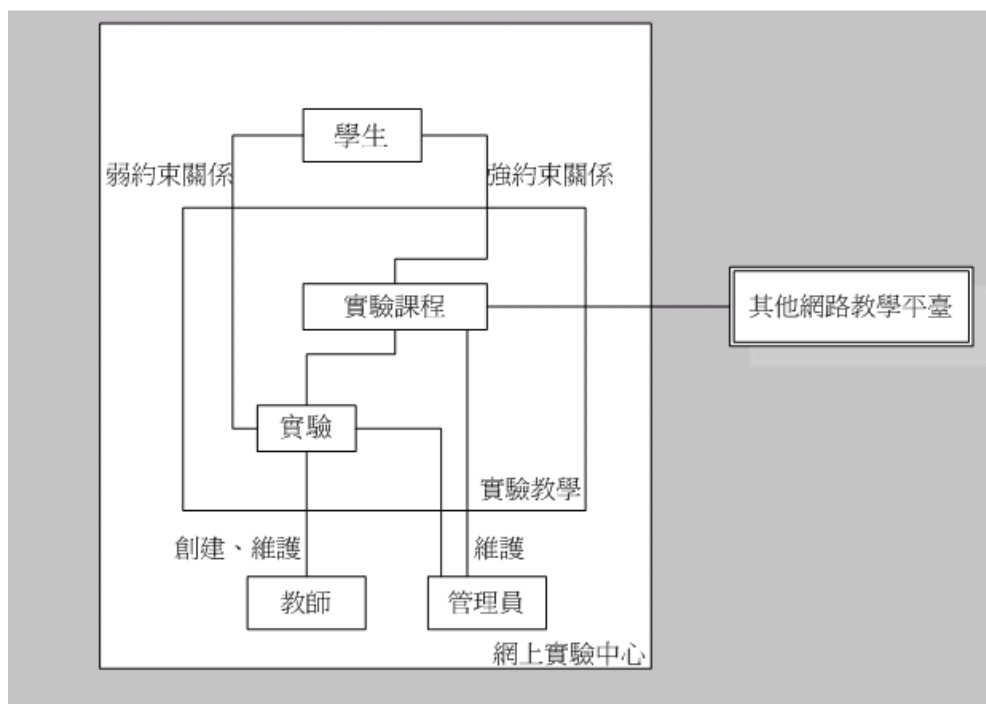 學生
弱約束關係
強約束關係
實驗課程
其他網路教學平臺
實驗
實驗教學
創建、維護
維護
教師
管理員
網上實驗中心